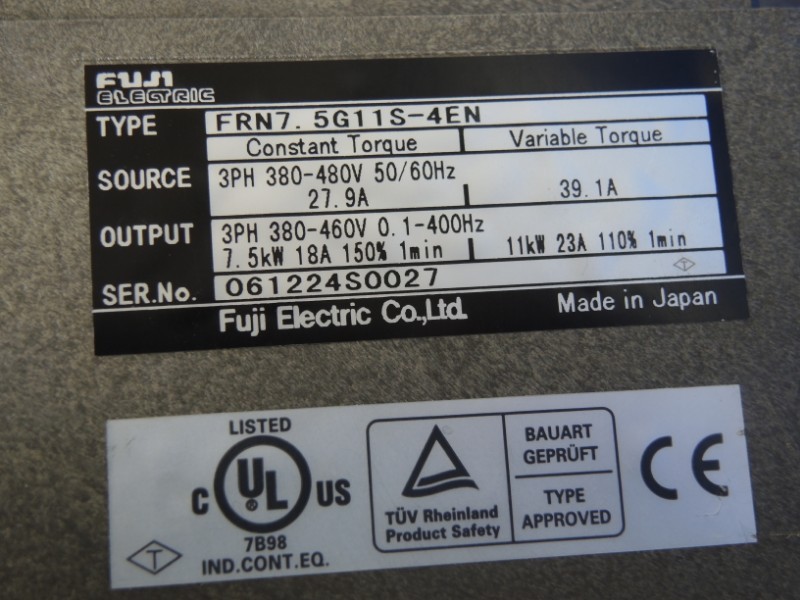 FUJI
ELECTRIC
TYPE FRN7.5G11S-4EN
Constant Torque Variable Torque
SOURCE 3PH 380-480V 50/60Hz
27.9A 39.1A
OUTPUT 3PH 380-460V 0.1-400Hz
7.5kW 18A 150% 1min 11kW 23A 110% 1min
SER.No. 061224S0027 T
Fuji Electric Co.,Ltd. Made in Japan
LISTED
C UL ® US
7B98
IND.CONT.EQ.
T
TÜV Rheinland
Product Safety
BAUART
GEPRÜFT
TYPE
APPROVED
CE